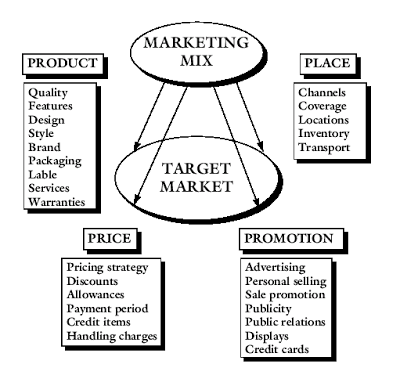 MARKETING
MIX
PRODUCT
Quality
Features
Design
Style
Brand
Packaging
Lable
Services
Warranties
PLACE
Channels
Coverage
Locations
Inventory
Transport
TARGET
MARKET
PRICE
Pricing strategy
Discounts
Allowances
Payment period
Credit items
Handling charges
PROMOTION
Advertising
Personal selling
Sale promotion
Publicity
Public relations
Displays
Credit cards